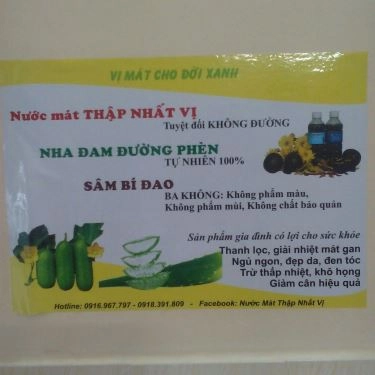 VỊ MÁT CHO ĐỜI XANH
Nước mát THẬP NHẤT VỊ
Tuyệt đối KHÔNG ĐƯỜNG
NHA ĐAM ĐƯỜNG PHÈN
TỰ NHIÊN 100%
SÂM BÍ ĐAO
BA KHÔNG: Không phẩm màu,
Không phẩm mùi, Không chất bảo quản
Sản phẩm gia đình có lợi cho sức khỏe
Thanh lọc, giải nhiệt mát gan
Ngủ ngon, đẹp da, đen tóc
Trừ thấp nhiệt, khô họng
Giảm cân hiệu quả
Hotline: 0916.967.797 - 0918.391.809 - Facebook: Nước Mát Thập Nhất Vị